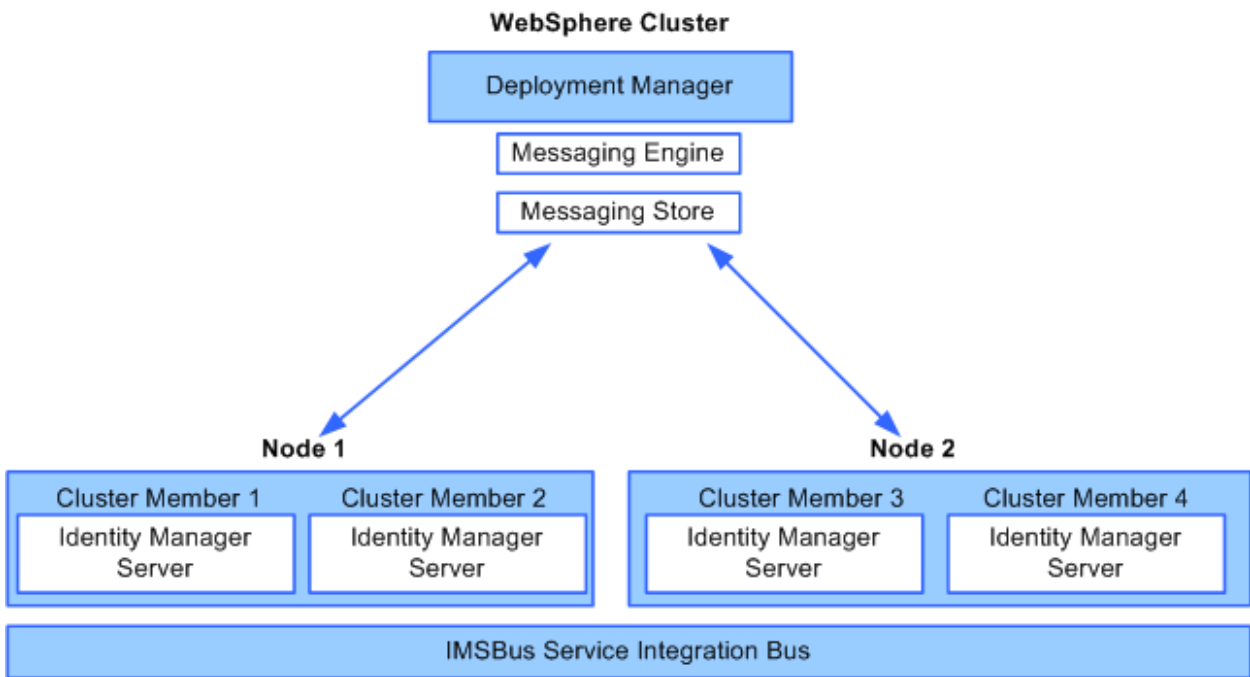 WebSphere Cluster
Deployment Manager
Messaging Engine
Messaging Store
Node 1
Node 2
Cluster Member 1
Cluster Member 2
Cluster Member 3
Cluster Member 4
Identity Manager
Server
Identity Manager
Server
Identity Manager
Server
Identity Manager
Server
IMSBus Service Integration Bus